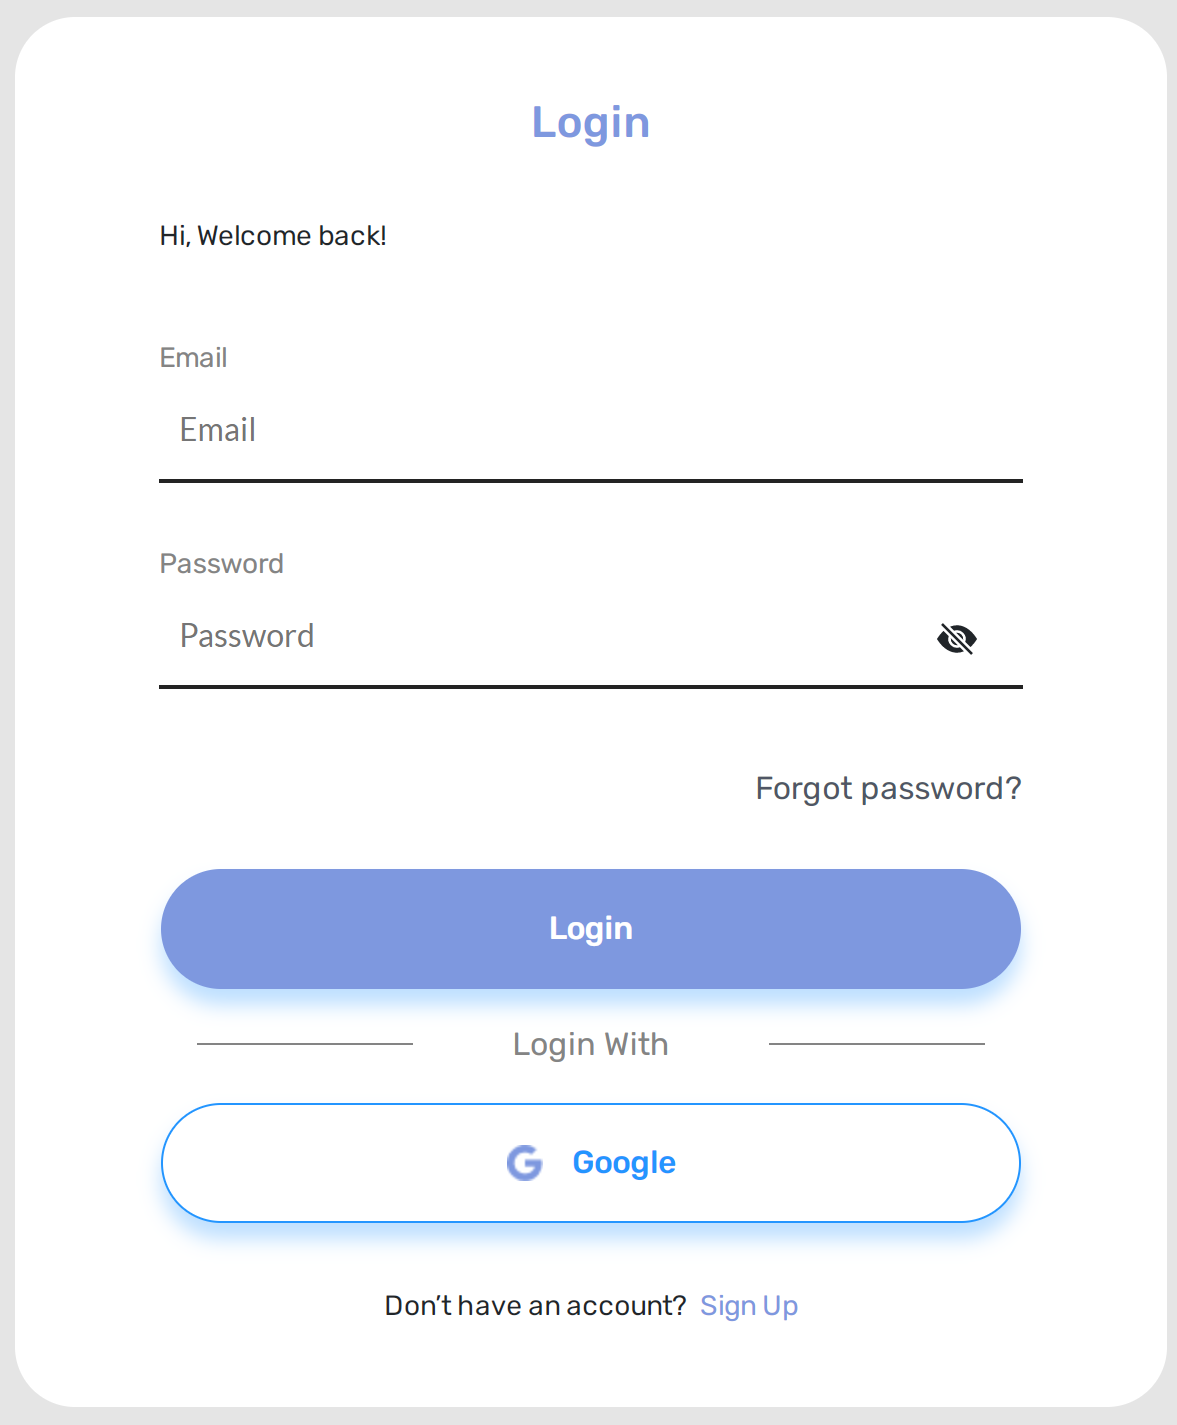 Login
Hi, Welcome back!
Email
Email
Password
Password
Forgot password?
Login
Login With
Google
Don’t have an account? Sign Up